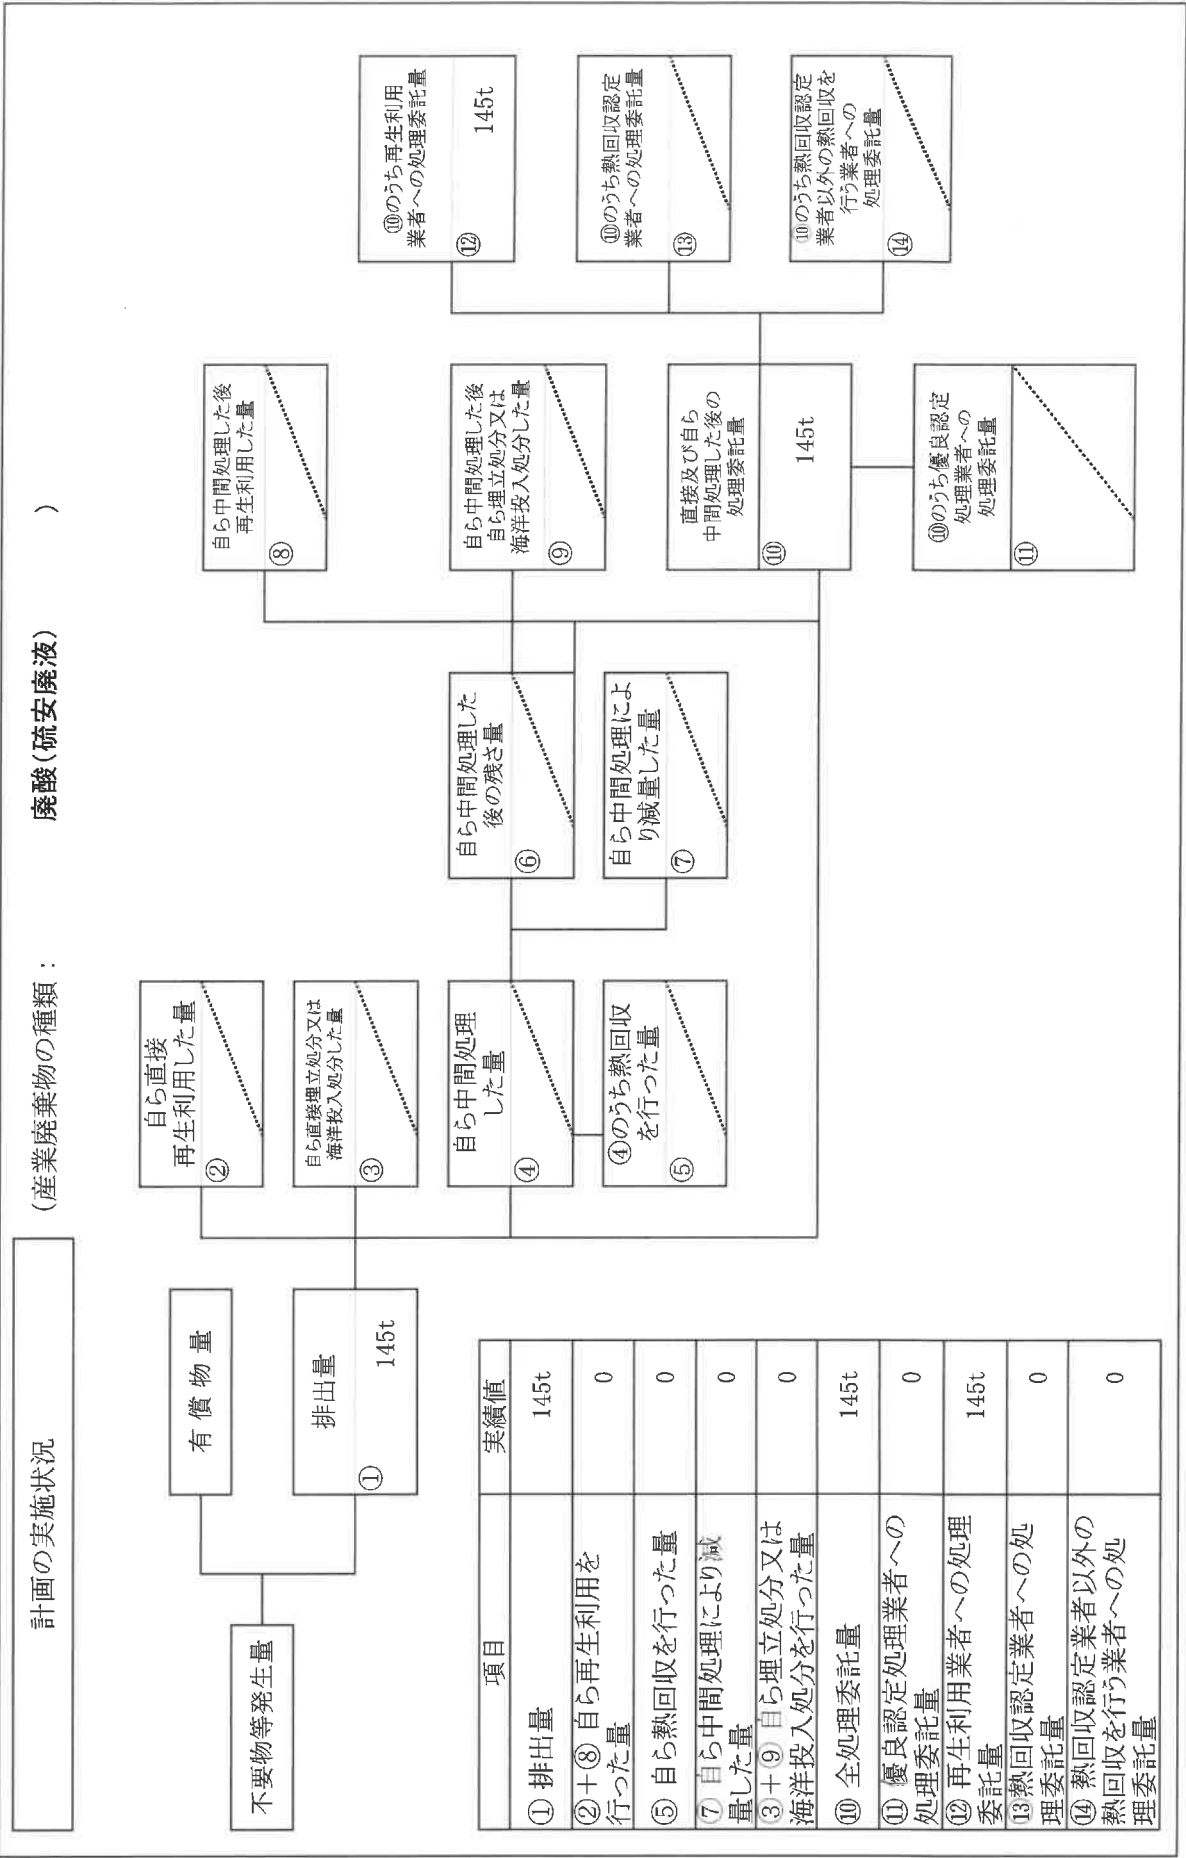 計画の実施状況
(産業廃棄物の種類： 廃酸(硫安廃液) )
不要物等発生量
有償物量
排出量
① 145t
自ら直接
再生利用した量
②
自ら直接埋立処分又は
海洋投入処分した量
③
自ら中間処理
した量
④
④のうち熱回収
を行った量
⑤
自ら中間処理した
後の残さ量
⑥
自ら中間処理によ
り減量した量
⑦
自ら中間処理した後
再生利用した量
⑧
自ら中間処理した後
自ら埋立処分又は
海洋投入処分した量
⑨
直接及び自ら
中間処理した後の
処理委託量
⑩ 145t
⑩のうち優良認定
処理業者への
処理委託量
⑪
⑩のうち再生利用
業者への処理委託量
⑫ 145t
⑩のうち熱回収認定
業者への処理委託量
⑬
⑩のうち熱回収認定
業者以外の熱回収を
行う業者への
処理委託量
⑭
項目 実績値
① 排出量 145t
②＋⑧ 自ら再生利用を
行った量 0
⑤ 自ら熱回収を行った量 0
⑦ 自ら中間処理により減
量した量 0
③＋⑨ 自ら埋立処分又は
海洋投入処分を行った量 0
⑩ 全処理委託量 145t
⑪ 優良認定処理業者への
処理委託量 0
⑫ 再生利用業者への処理
委託量 145t
⑬ 熱回収認定業者への処
理委託量 0
⑭ 熱回収認定業者以外の
熱回収を行う業者への処
理委託量 0